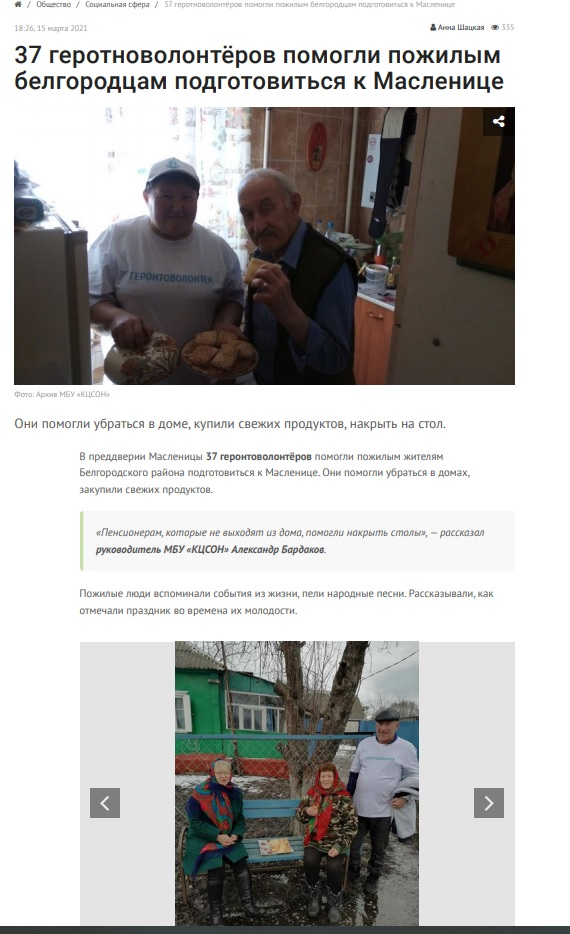 / Общество / Социальная сфера / 37 геротноволонтёров помогли пожилым белгородцам подготовиться к Масленице
18:26, 15 марта 2021
Анна Шацкая 335
37 геротноволонтёров помогли пожилым
белгородцам подготовиться к Масленице
ГЕРОНТОВОЛОНТЕР
Фото: Архив МБУ «КЦСОН»
Они помогли убраться в доме, купили свежих продуктов, накрыть на стол.
В преддверии Масленицы 37 геронтоволонтёров помогли пожилым жителям
Белгородского района подготовиться к Масленице. Они помогли убраться в домах,
закупили свежих продуктов.
«Пенсионерам, которые не выходят из дома, помогли накрыть столы», — рассказал
руководитель МБУ «КЦСОН» Александр Бардаков.
Пожилые люди вспоминали события из жизни, пели народные песни. Рассказывали, как
отмечали праздник во времена их молодости.